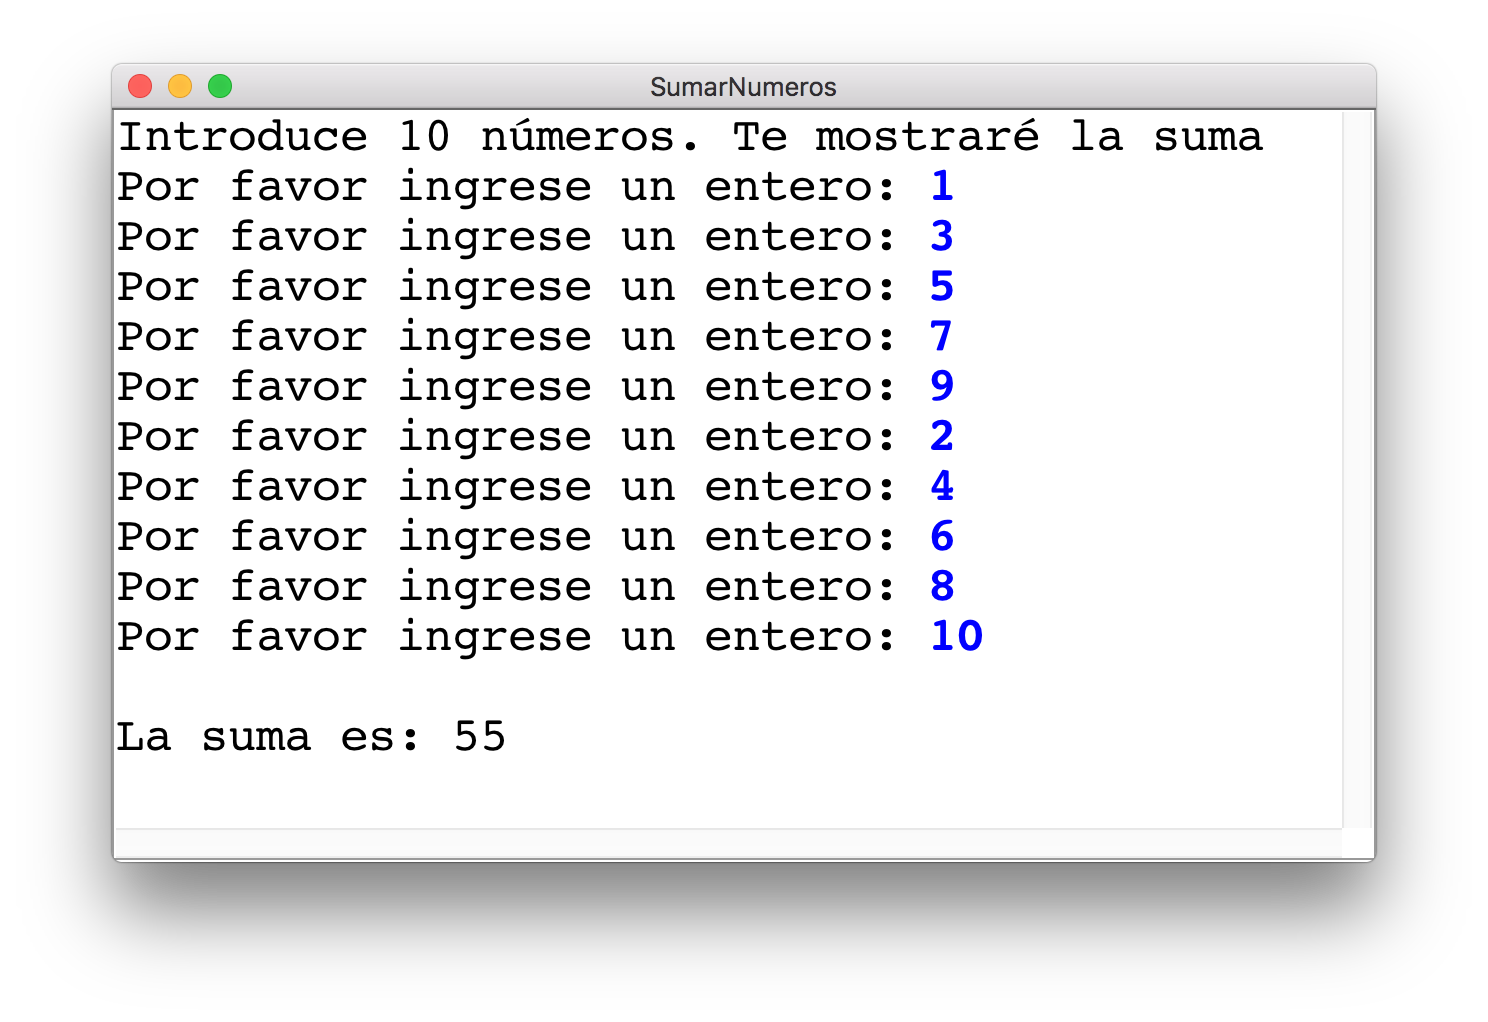 SumarNumeros
Introduce 10 números. Te mostraré la suma
Por favor ingrese un entero: 1
Por favor ingrese un entero: 3
Por favor ingrese un entero: 5
Por favor ingrese un entero: 7
Por favor ingrese un entero: 9
Por favor ingrese un entero: 2
Por favor ingrese un entero: 4
Por favor ingrese un entero: 6
Por favor ingrese un entero: 8
Por favor ingrese un entero: 10
La suma es: 55